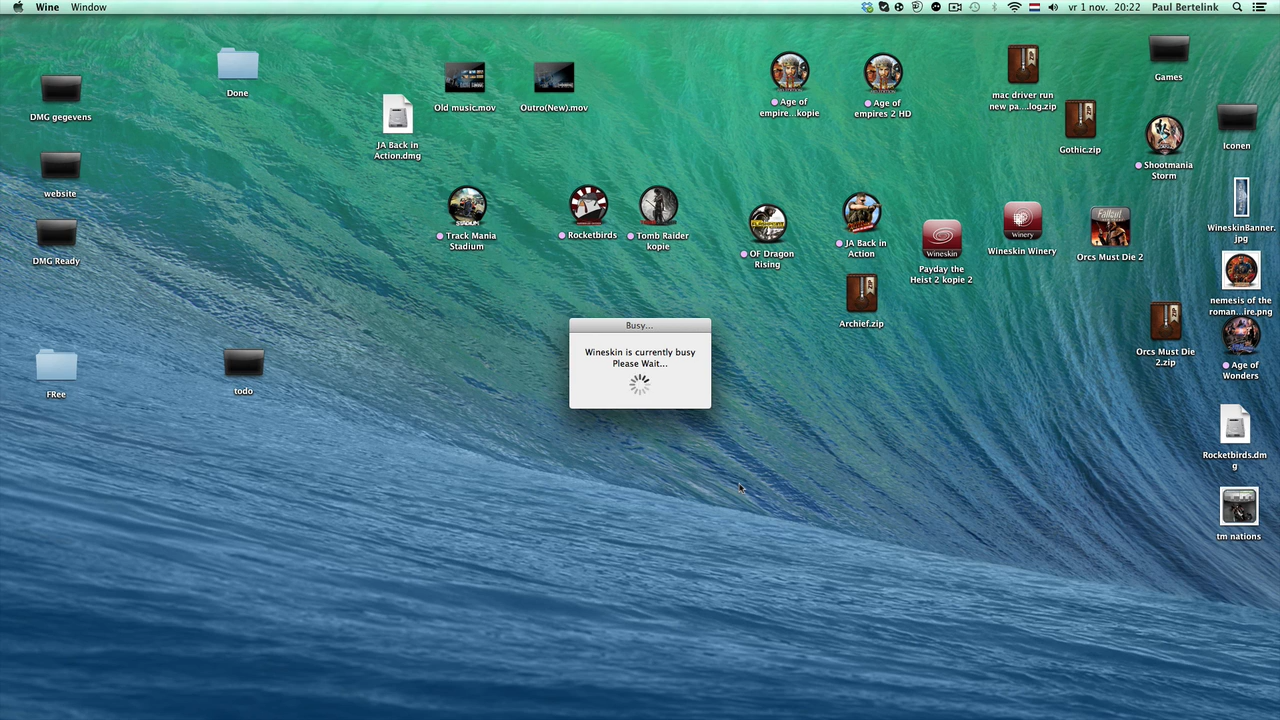 Wine Window vr 1 nov. 20:22 Paul Bertelink
DMG gegevens
website
DMG Ready
FRee
Done
todo
JA Back in
Action.dmg
Old music.mov
Outro(New).mov
Track Mania
Stadium
Rocketbirds
Tomb Raider
kopie
Age of
empire...kopie
Age of
empires 2 HD
OF Dragon
Rising
JA Back in
Action
Archief.zip
Wineskin
Payday the
Heist 2 kopie 2
Winery
Wineskin Winery
Fallout
Orcs Must Die 2
mac driver run
new pa....log.zip
Gothic.zip
Shootmania
Storm
Orcs Must Die
2.zip
Games
Iconen
WineskinBanner.
jpg
nemesis of the
roman...ire.png
Age of
Wonders
Rocketbirds.dm
g
tm nations
Busy...
Wineskin is currently busy
Please Wait...